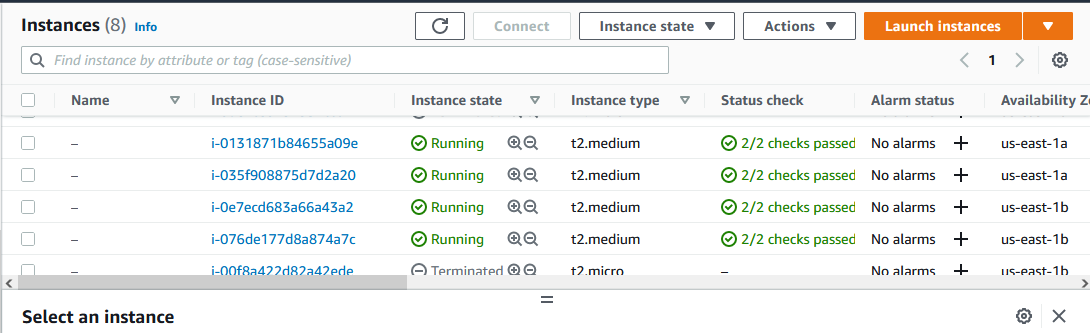 Instances (8) Info Connect Instance state Actions Launch instances
Find instance by attribute or tag (case-sensitive) 1
Name Instance ID Instance state Instance type Status check Alarm status Availability Z
– i-0131871b84655a09e Running t2.medium 2/2 checks passed No alarms + us-east-1a
– i-035f908875d7d2a20 Running t2.medium 2/2 checks passed No alarms + us-east-1a
– i-0e7ecd683a66a43a2 Running t2.medium 2/2 checks passed No alarms + us-east-1b
– i-076de177d8a874a7c Running t2.medium 2/2 checks passed No alarms + us-east-1b
– i-00f8a422d82a42ede Terminated t2.micro – No alarms + us-east-1b
Select an instance